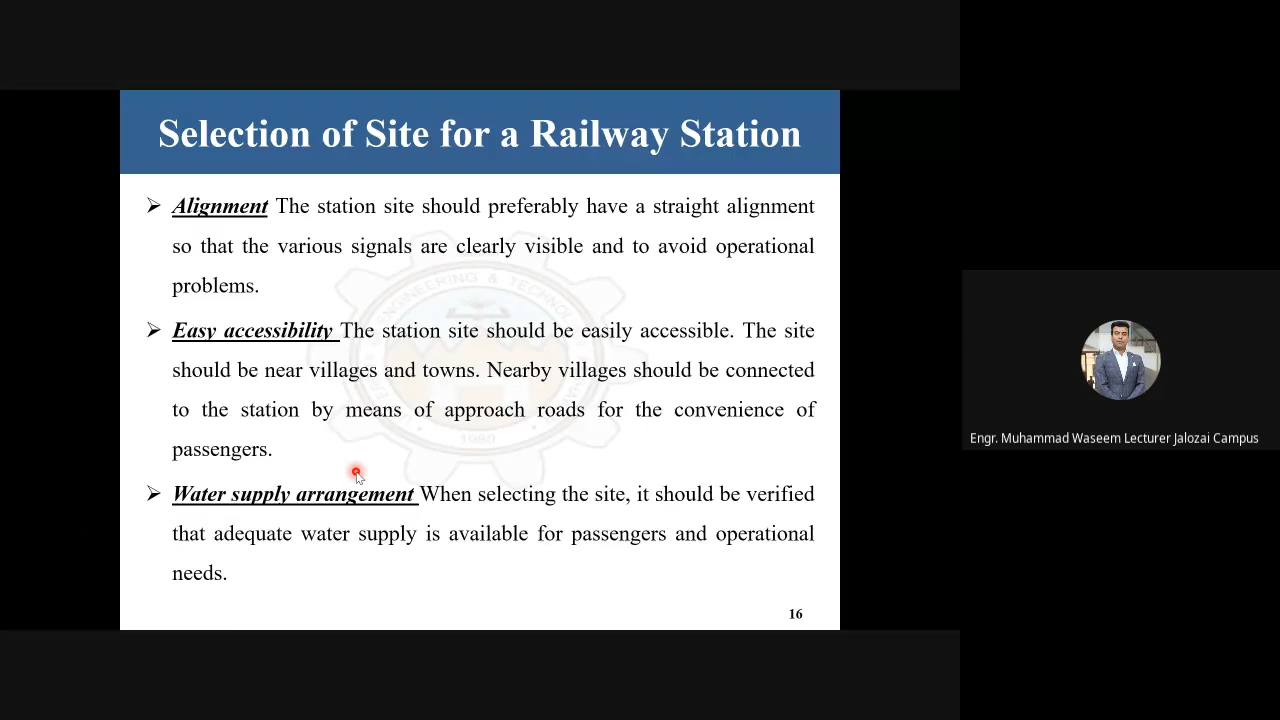 Selection of Site for a Railway Station
➢ Alignment The station site should preferably have a straight alignment
so that the various signals are clearly visible and to avoid operational
problems.
➢ Easy accessibility The station site should be easily accessible. The site
should be near villages and towns. Nearby villages should be connected
to the station by means of approach roads for the convenience of
passengers.
➢ Water supply arrangement When selecting the site, it should be verified
that adequate water supply is available for passengers and operational
needs.
16
ENGINEERING & TECHNOL
1980
Engr. Muhammad Waseem Lecturer Jalozai Campus